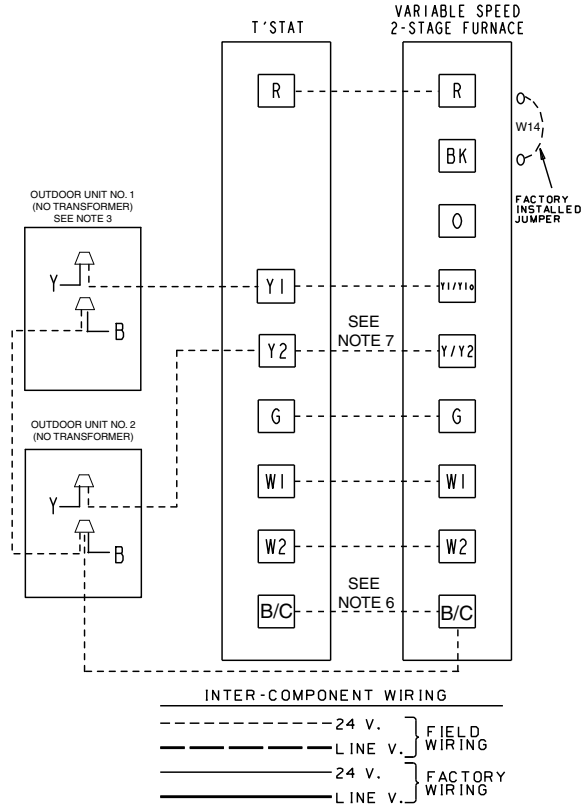 T'STAT
VARIABLE SPEED
2-STAGE FURNACE
R
R
W14
BK
FACTORY
INSTALLED
JUMPER
O
OUTDOOR UNIT NO. 1
(NO TRANSFORMER)
SEE NOTE 3
Y
B
Y1
Y1/Y1o
SEE
NOTE 7
Y2
Y/Y2
G
G
OUTDOOR UNIT NO. 2
(NO TRANSFORMER)
Y
B
W1
W1
W2
W2
SEE
NOTE 6
B/C
B/C
INTER-COMPONENT WIRING
24 V.
LINE V.
FIELD
WIRING
24 V.
LINE V.
FACTORY
WIRING